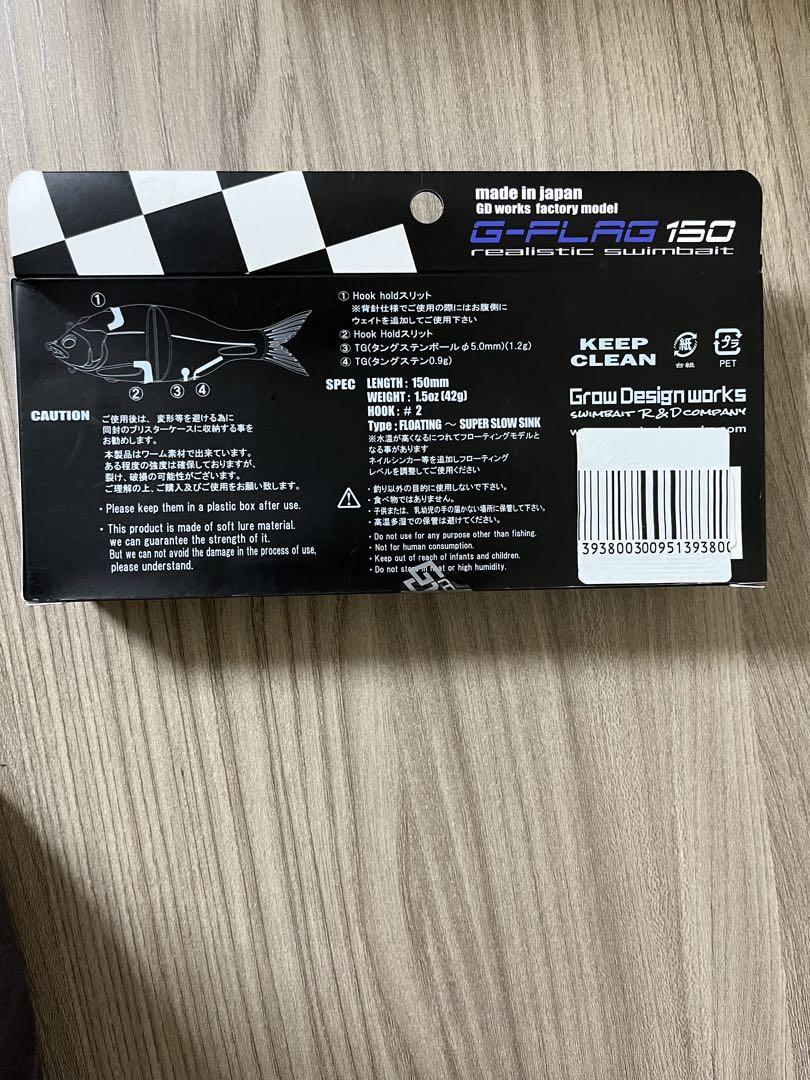 made in japan
GD works factory model
G-FLAG 150
realistic swimbait
①
② ③ ④
① Hook holdスリット
※背針仕様でご使用の際にはお腹側に
ウェイトを追加してご使用下さい
② Hook Holdスリット
③ TG(タングステンボールφ5.0mm)(1.2g)
④ TG(タングステン0.9g)
SPEC LENGTH : 150mm
WEIGHT : 1.5oz (42g)
HOOK : # 2
Type : FLOATING ~ SUPER SLOW SINK
※水温が高くなるにつれてフローティングモデルと
なる事があります
ネイルシンカー等を追加しフローティング
レベルを調整してご使用ください
CAUTION
ご使用後は、変形等を避ける為に
同封のブリスターケースに収納する事を
お勧めします。
本製品はワーム素材で出来ています。
ある程度の強度は確保しておりますが、
裂け、破損の可能性がございます。
ご理解の上、ご購入及びご使用をお願い致します。
・Please keep them in a plastic box after use.
・This product is made of soft lure material.
we can guarantee the strength of it.
But we can not avoid the damage in the process of use,
please understand.
・釣り以外の目的に使用しないで下さい。
・食べ物ではありません。
・子供または、乳幼児の手の届かない場所に保管して下さい。
・高温多湿での保管は避けてください。
・Do not use for any purpose other than fishing.
・Not for human consumption.
・Keep out of reach of infants and children.
・Do not store in heat or high humidity.
KEEP
CLEAN
紙
台紙
プラ
PET
Grow Design works
SWIMBAIT R&D COMPANY
393800300951393800